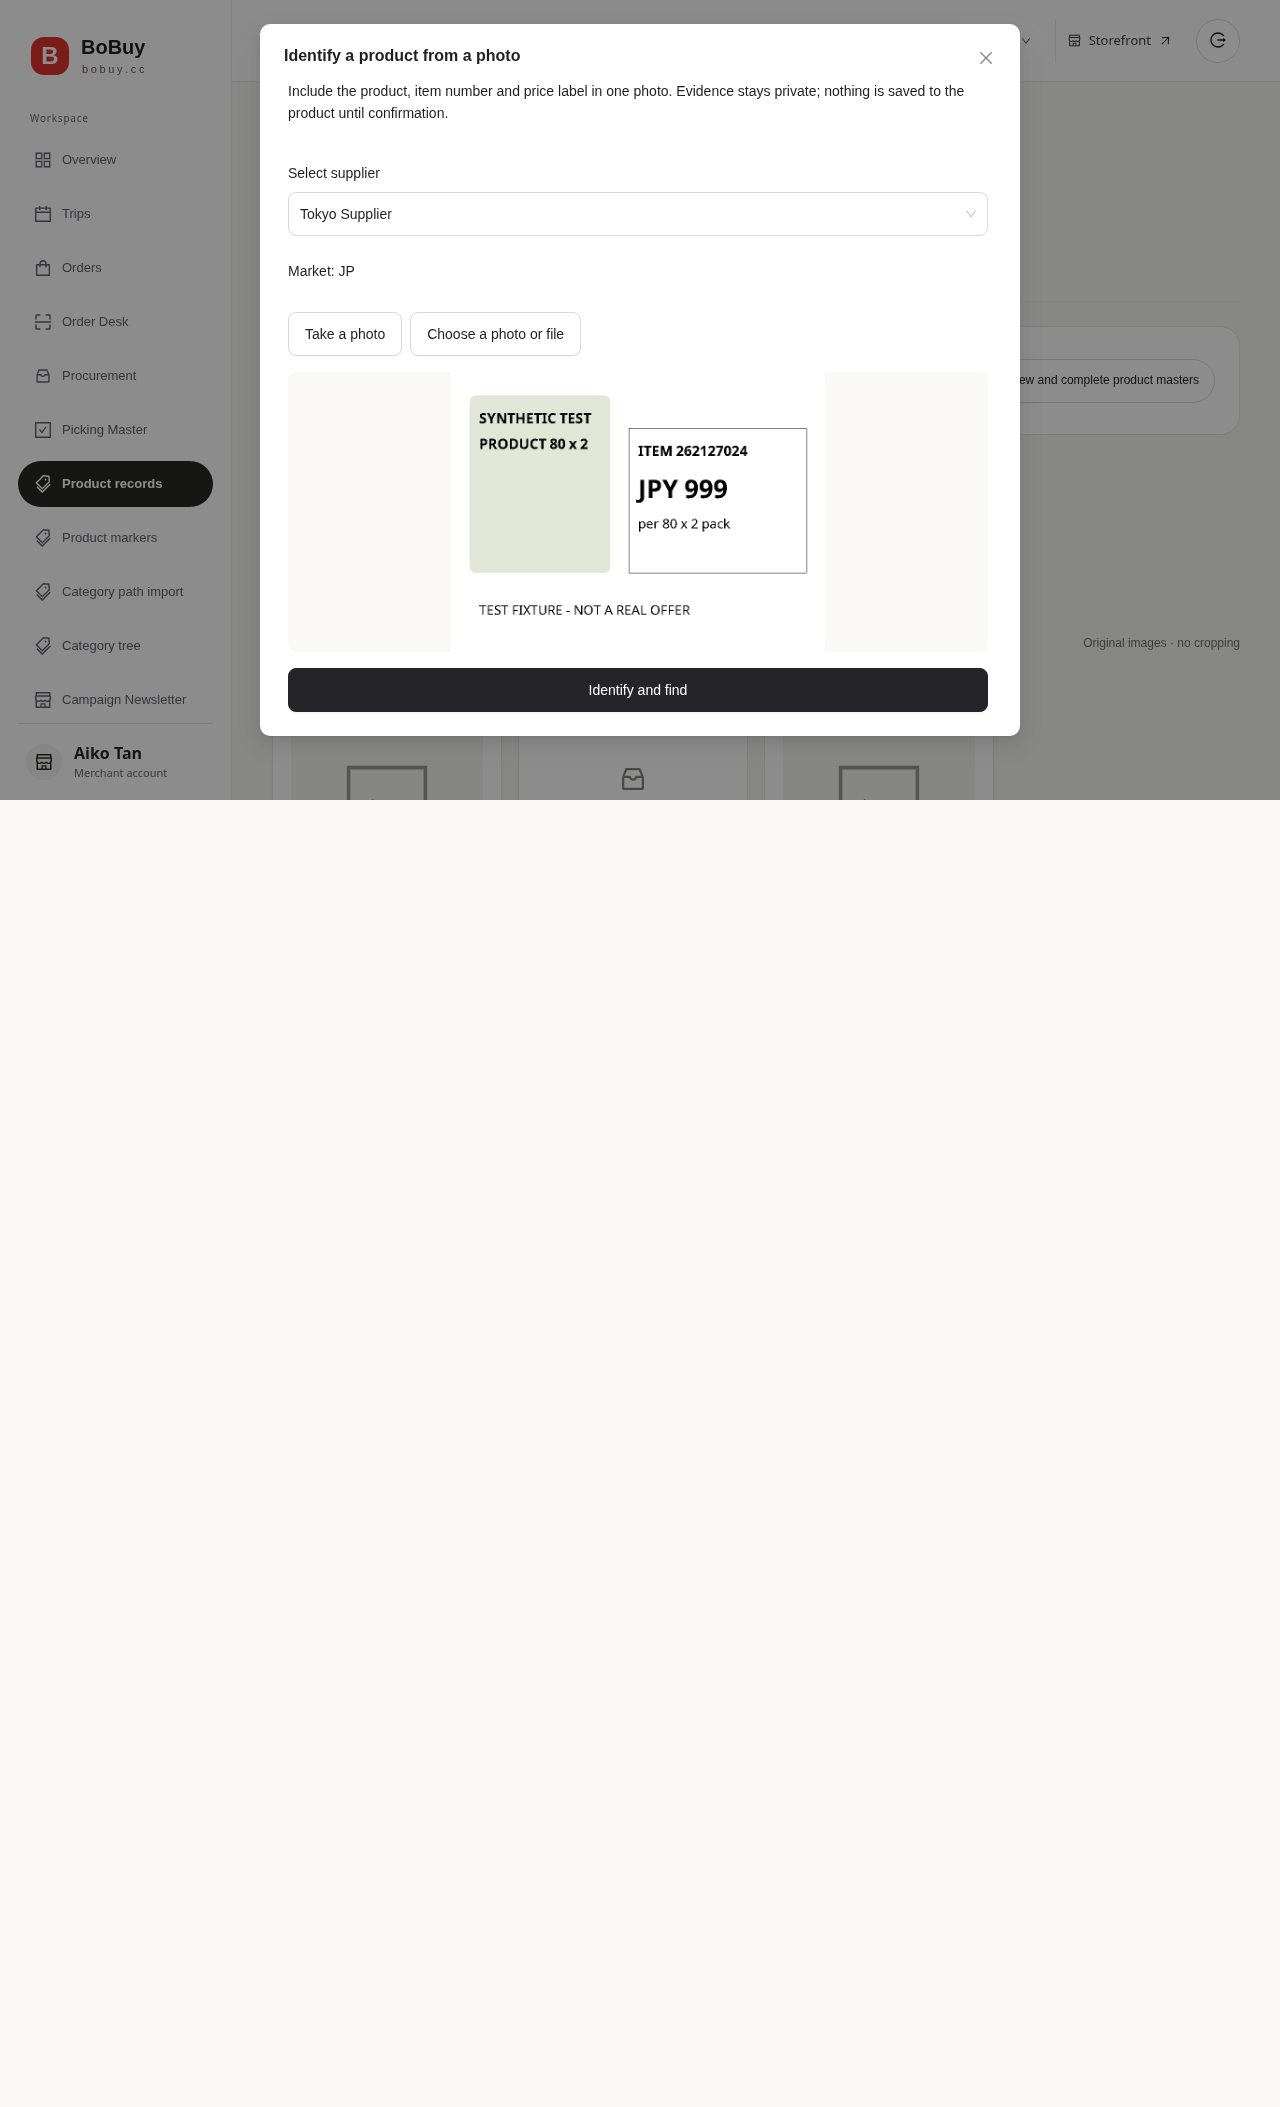 B
BoBuy
bobuy.cc
Workspace
Overview
Trips
Orders
Order Desk
Procurement
Picking Master
Product records
Product markers
Category path import
Category tree
Campaign Newsletter
Aiko Tan
Merchant account
Storefront
Identify a product from a photo
Include the product, item number and price label in one photo. Evidence stays private; nothing is saved to the
product until confirmation.
Select supplier
Tokyo Supplier
Market: JP
Take a photo
Choose a photo or file
SYNTHETIC TEST
PRODUCT 80 x 2
ITEM 262127024
JPY 999
per 80 x 2 pack
TEST FIXTURE - NOT A REAL OFFER
Identify and find
and complete product masters
Original images · no cropping